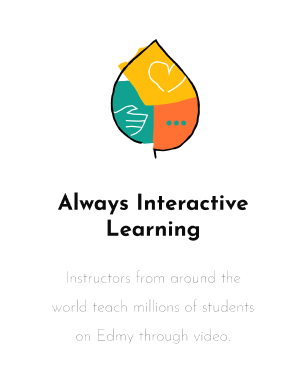 Always Interactive
Learning
Instructors from around the
world teach millions of students
on Edmy through video.